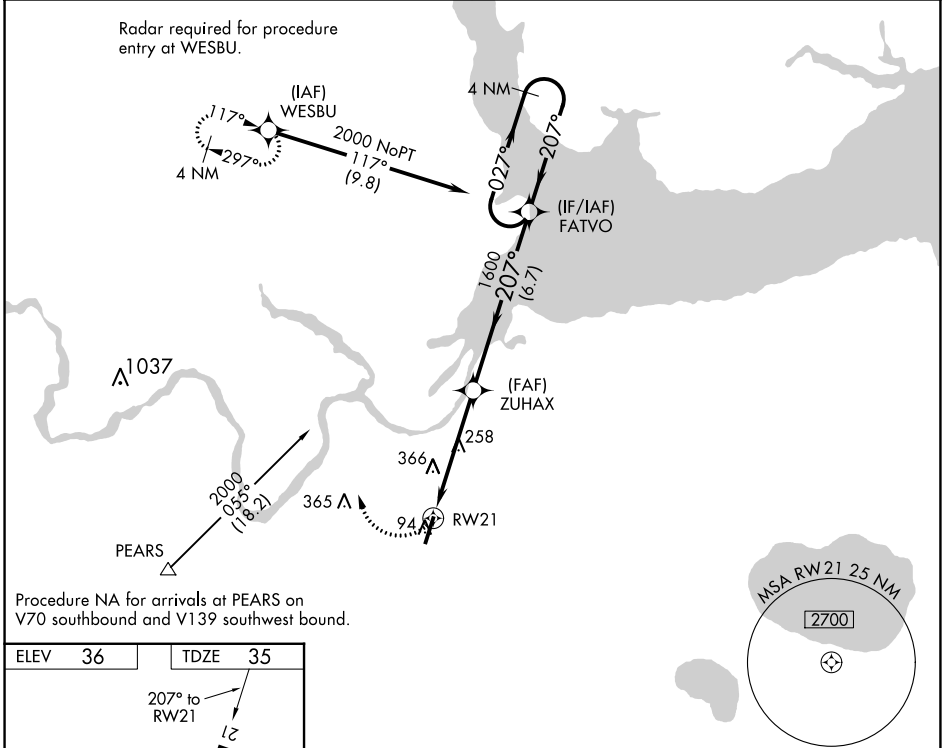 Radar required for procedure
entry at WESBU.
(IAF)
WESBU
117°
297°
4 NM
2000 NoPT
117°
(9.8)
4 NM
027°
207°
(IF/IAF)
FATVO
1600
207°
(6.7)
1037
(FAF)
ZUHAX
258
366
365
94
RW21
2000
055°
(18.2)
PEARS
Procedure NA for arrivals at PEARS on
V70 southbound and V139 southwest bound.
MSA RW21 25 NM
2700
ELEV 36
TDZE 35
207° to
RW21
21